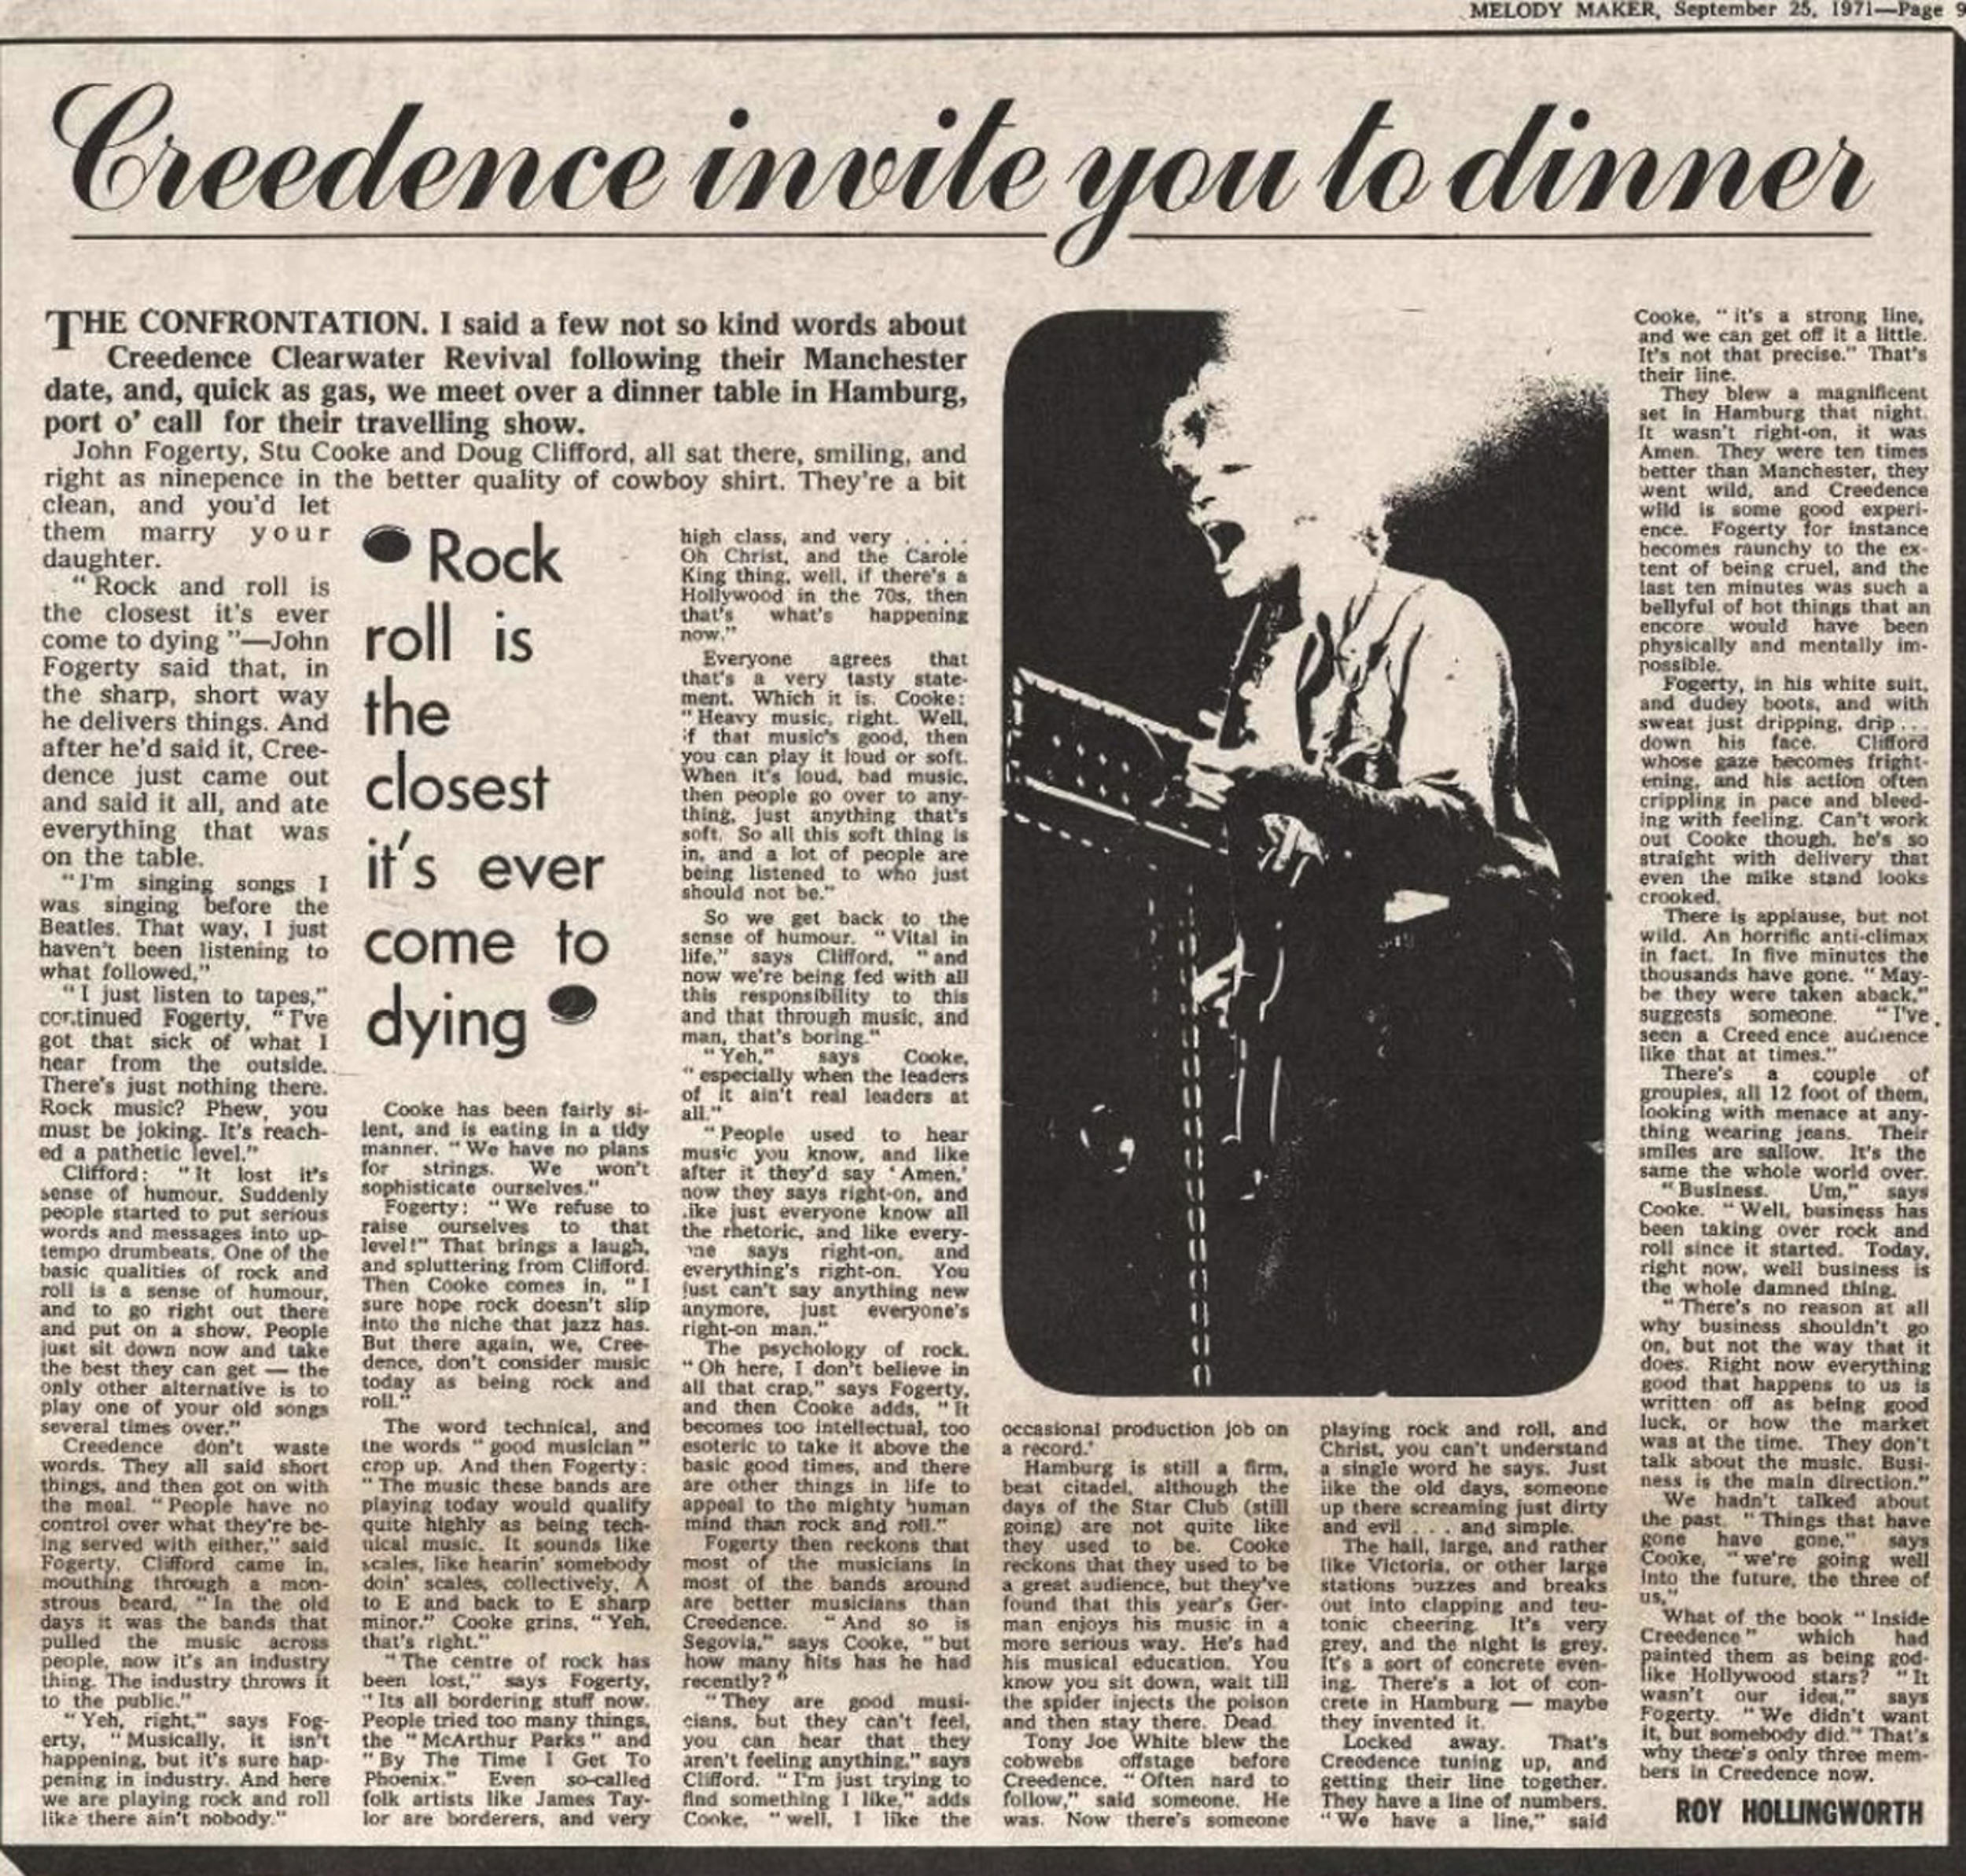 MELODY MAKER, September 25, 1971—Page 9
Creedence invite you to dinner
THE CONFRONTATION. I said a few not so kind words about
Creedence Clearwater Revival following their Manchester
date, and, quick as gas, we meet over a dinner table in Hamburg,
port o' call for their travelling show.
John Fogerty, Stu Cooke and Doug Clifford, all sat there, smiling, and
right as ninepence in the better quality of cowboy shirt. They're a bit
clean, and you'd let
them marry your
daughter.
"Rock and roll is
the closest it's ever
come to dying"—John
Fogerty said that, in
the sharp, short way
he delivers things. And
after he'd said it, Cree-
dence just came out
and said it all, and ate
everything that was
on the table.
"I'm singing songs I
was singing before the
Beatles. That way, I just
haven't been listening to
what followed,"
"I just listen to tapes,"
continued Fogerty, "I've
got that sick of what I
hear from the outside.
There's just nothing there.
Rock music? Phew, you
must be joking. It's reach-
ed a pathetic level."
Clifford: "It lost it's
sense of humour. Suddenly
people started to put serious
words and messages into up-
tempo drumbeats. One of the
basic qualities of rock and
roll is a sense of humour,
and to go right out there
and put on a show. People
just sit down now and take
the best they can get — the
only other alternative is to
play one of your old songs
several times over."
Creedence don't waste
words. They all said short
things, and then got on with
the meal. "People have no
control over what they're be-
ing served with either," said
Fogerty. Clifford came in,
mouthing through a mon-
strous beard, "In the old
days it was the bands that
pulled the music across
people, now it's an industry
thing. The industry throws it
to the public."
"Yeh, right," says Fog-
erty, "Musically, it isn't
happening, but it's sure hap-
pening in industry. And here
we are playing rock and roll
like there ain't nobody."
Rock
roll is
the
closest
it's ever
come to
dying
Cooke has been fairly si-
lent, and is eating in a tidy
manner. "We have no plans
for strings. We won't
sophisticate ourselves."
Fogerty: "We refuse to
raise ourselves to that
level!" That brings a laugh,
and spluttering from Clifford.
Then Cooke comes in, "I
sure hope rock doesn't slip
into the niche that jazz has.
But there again, we, Cree-
dence, don't consider music
today as being rock and
roll."
The word technical, and
the words "good musician"
crop up. And then Fogerty:
"The music these bands are
playing today would qualify
quite highly as being tech-
nical music. It sounds like
scales, like hearin' somebody
doin' scales, collectively, A
to E and back to E sharp
minor." Cooke grins, "Yeh,
that's right."
"The centre of rock has
been lost," says Fogerty,
"Its all bordering stuff now.
People tried too many things,
the "McArthur Parks" and
"By The Time I Get To
Phoenix." Even so-called
folk artists like James Tay-
lor are borderers, and very
high class, and very . . . .
Oh Christ, and the Carole
King thing, well, if there's a
Hollywood in the 70s, then
that's what's happening
now."
Everyone agrees that
that's a very tasty state-
ment. Which it is. Cooke:
"Heavy music, right. Well,
if that music's good, then
you can play it loud or soft.
When it's loud, bad music,
then people go over to any-
thing, just anything that's
soft. So all this soft thing is
in, and a lot of people are
being listened to who just
should not be."
So we get back to the
sense of humour. "Vital in
life," says Clifford, "and
now we're being fed with all
this responsibility to this
and that through music, and
man, that's boring."
"Yeh," says Cooke,
"especially when the leaders
of it ain't real leaders at
all."
"People used to hear
music you know, and like
after it they'd say 'Amen,'
now they says right-on, and
like just everyone know all
the rhetoric, and like every-
one says right-on, and
everything's right-on. You
just can't say anything new
anymore, just everyone's
right-on man."
The psychology of rock.
"Oh here, I don't believe in
all that crap," says Fogerty,
and then Cooke adds, "It
becomes too intellectual, too
esoteric to take it above the
basic good times, and there
are other things in life to
appeal to the mighty human
mind than rock and roll."
Fogerty then reckons that
most of the musicians in
most of the bands around
are better musicians than
Creedence. "And so is
Segovia," says Cooke, "but
how many hits has he had
recently?"
"They are good musi-
cians, but they can't feel,
you can hear that they
aren't feeling anything," says
Clifford. "I'm just trying to
find something I like," adds
Cooke, "well, I like the
occasional production job on
a record.'
Hamburg is still a firm,
beat citadel, although the
days of the Star Club (still
going) are not quite like
they used to be. Cooke
reckons that they used to be
a great audience, but they've
found that this year's Ger-
man enjoys his music in a
more serious way. He's had
his musical education. You
know you sit down, wait till
the spider injects the poison
and then stay there. Dead.
Tony Joe White blew the
cobwebs offstage before
Creedence. "Often hard to
follow," said someone. He
was. Now there's someone
playing rock and roll, and
Christ, you can't understand
a single word he says. Just
like the old days, someone
up there screaming just dirty
and evil . . . and simple.
The hall, large, and rather
like Victoria, or other large
stations buzzes and breaks
out into clapping and teu-
tonic cheering. It's very
grey, and the night is grey.
It's a sort of concrete even-
ing. There's a lot of con-
crete in Hamburg — maybe
they invented it.
Locked away. That's
Creedence tuning up, and
getting their line together.
They have a line of numbers.
"We have a line," said
Cooke, "it's a strong line,
and we can get off it a little.
It's not that precise." That's
their line.
They blew a magnificent
set in Hamburg that night.
It wasn't right-on, it was
Amen. They were ten times
better than Manchester, they
went wild, and Creedence
wild is some good experi-
ence. Fogerty for instance
becomes raunchy to the ex-
tent of being cruel, and the
last ten minutes was such a
bellyful of hot things that an
encore would have been
physically and mentally im-
possible.
Fogerty, in his white suit,
and dudey boots, and with
sweat just dripping, drip...
down his face. Clifford
whose gaze becomes fright-
ening, and his action often
crippling in pace and bleed-
ing with feeling. Can't work
out Cooke though, he's so
straight with delivery that
even the mike stand looks
crooked.
There is applause, but not
wild. An horrific anti-climax
in fact. In five minutes the
thousands have gone. "May-
be they were taken aback,"
suggests someone. "I've
seen a Creed ence audience
like that at times."
There's a couple of
groupies, all 12 foot of them,
looking with menace at any-
thing wearing jeans. Their
smiles are sallow. It's the
same the whole world over.
"Business. Um," says
Cooke. "Well, business has
been taking over rock and
roll since it started. Today,
right now, well business is
the whole damned thing.
"There's no reason at all
why business shouldn't go
on, but not the way that it
does. Right now everything
good that happens to us is
written off as being good
luck, or how the market
was at the time. They don't
talk about the music. Busi-
ness is the main direction."
We hadn't talked about
the past. "Things that have
gone have gone," says
Cooke, "we're going well
into the future, the three of
us."
What of the book "Inside
Creedence" which had
painted them as being god-
like Hollywood stars? "It
wasn't our idea," says
Fogerty. "We didn't want
it, but somebody did." That's
why there's only three mem-
bers in Creedence now.
ROY HOLLINGWORTH